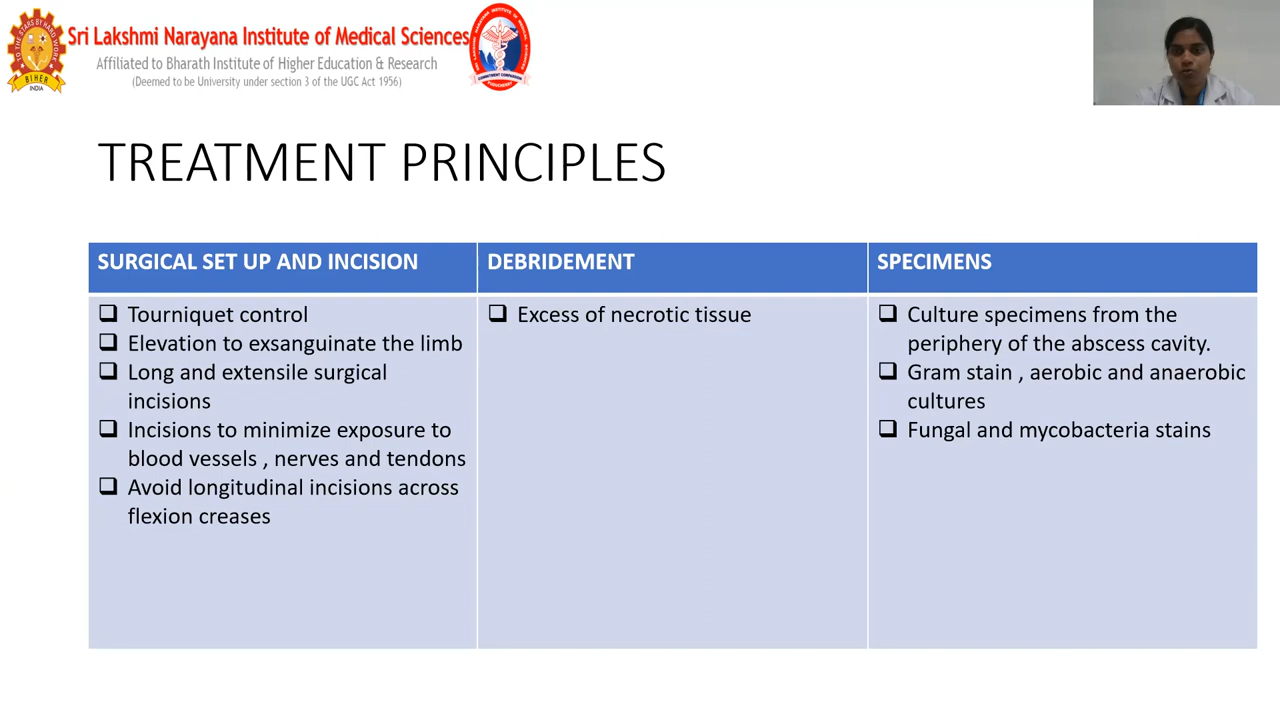 Sri Lakshmi Narayana Institute of Medical Sciences
Affiliated to Bharath Institute of Higher Education & Research
(Deemed to be University under section 3 of the UGC Act 1956)
BIHER
INDIA
TREATMENT PRINCIPLES
SURGICAL SET UP AND INCISION
Tourniquet control
Elevation to exsanguinate the limb
Long and extensile surgical
incisions
Incisions to minimize exposure to
blood vessels , nerves and tendons
Avoid longitudinal incisions across
flexion creases
DEBRIDEMENT
Excess of necrotic tissue
SPECIMENS
Culture specimens from the
periphery of the abscess cavity.
Gram stain , aerobic and anaerobic
cultures
Fungal and mycobacteria stains